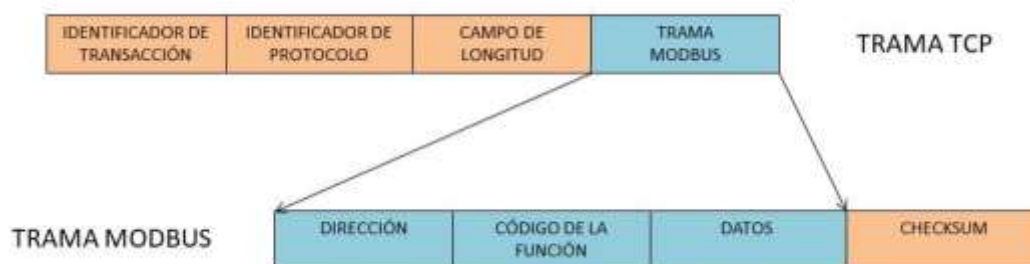 IDENTIFICADOR DE
TRANSACCIÓN
IDENTIFICADOR DE
PROTOCOLO
CAMPO DE
LONGITUD
TRAMA
MODBUS
TRAMA TCP
TRAMA MODBUS
DIRECCIÓN
CÓDIGO DE LA
FUNCIÓN
DATOS
CHECKSUM